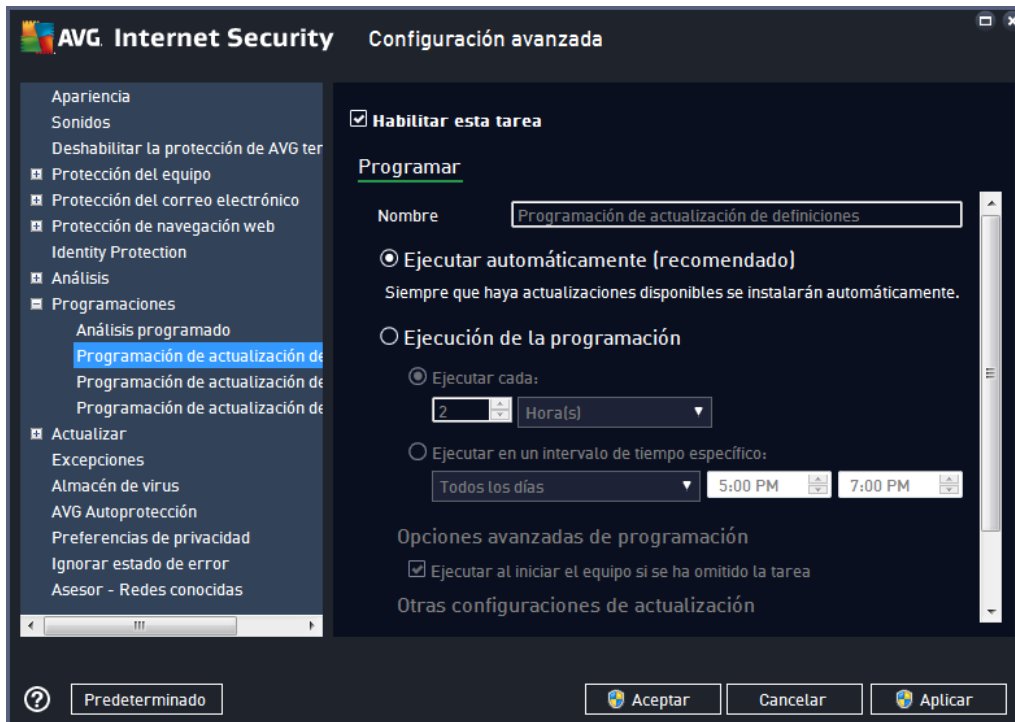 AVG. Internet Security
Configuración avanzada
Apariencia
Sonidos
Deshabilitar la protección de AVG ter
Protección del equipo
Protección del correo electrónico
Protección de navegación web
Identity Protection
Análisis
Programaciones
Análisis programado
Programación de actualización de
Programación de actualización de
Programación de actualización de
Actualizar
Excepciones
Almacén de virus
AVG Autoprotección
Preferencias de privacidad
Ignorar estado de error
Asesor - Redes conocidas
Habilitar esta tarea
Programar
Nombre
Programación de actualización de definiciones
Ejecutar automáticamente (recomendado)
Siempre que haya actualizaciones disponibles se instalarán automáticamente.
Ejecución de la programación
Ejecutar cada:
2 Hora(s)
Ejecutar en un intervalo de tiempo específico:
Todos los días 5:00 PM 7:00 PM
Opciones avanzadas de programación
Ejecutar al iniciar el equipo si se ha omitido la tarea
Otras configuraciones de actualización
? Predeterminado Aceptar Cancelar Aplicar